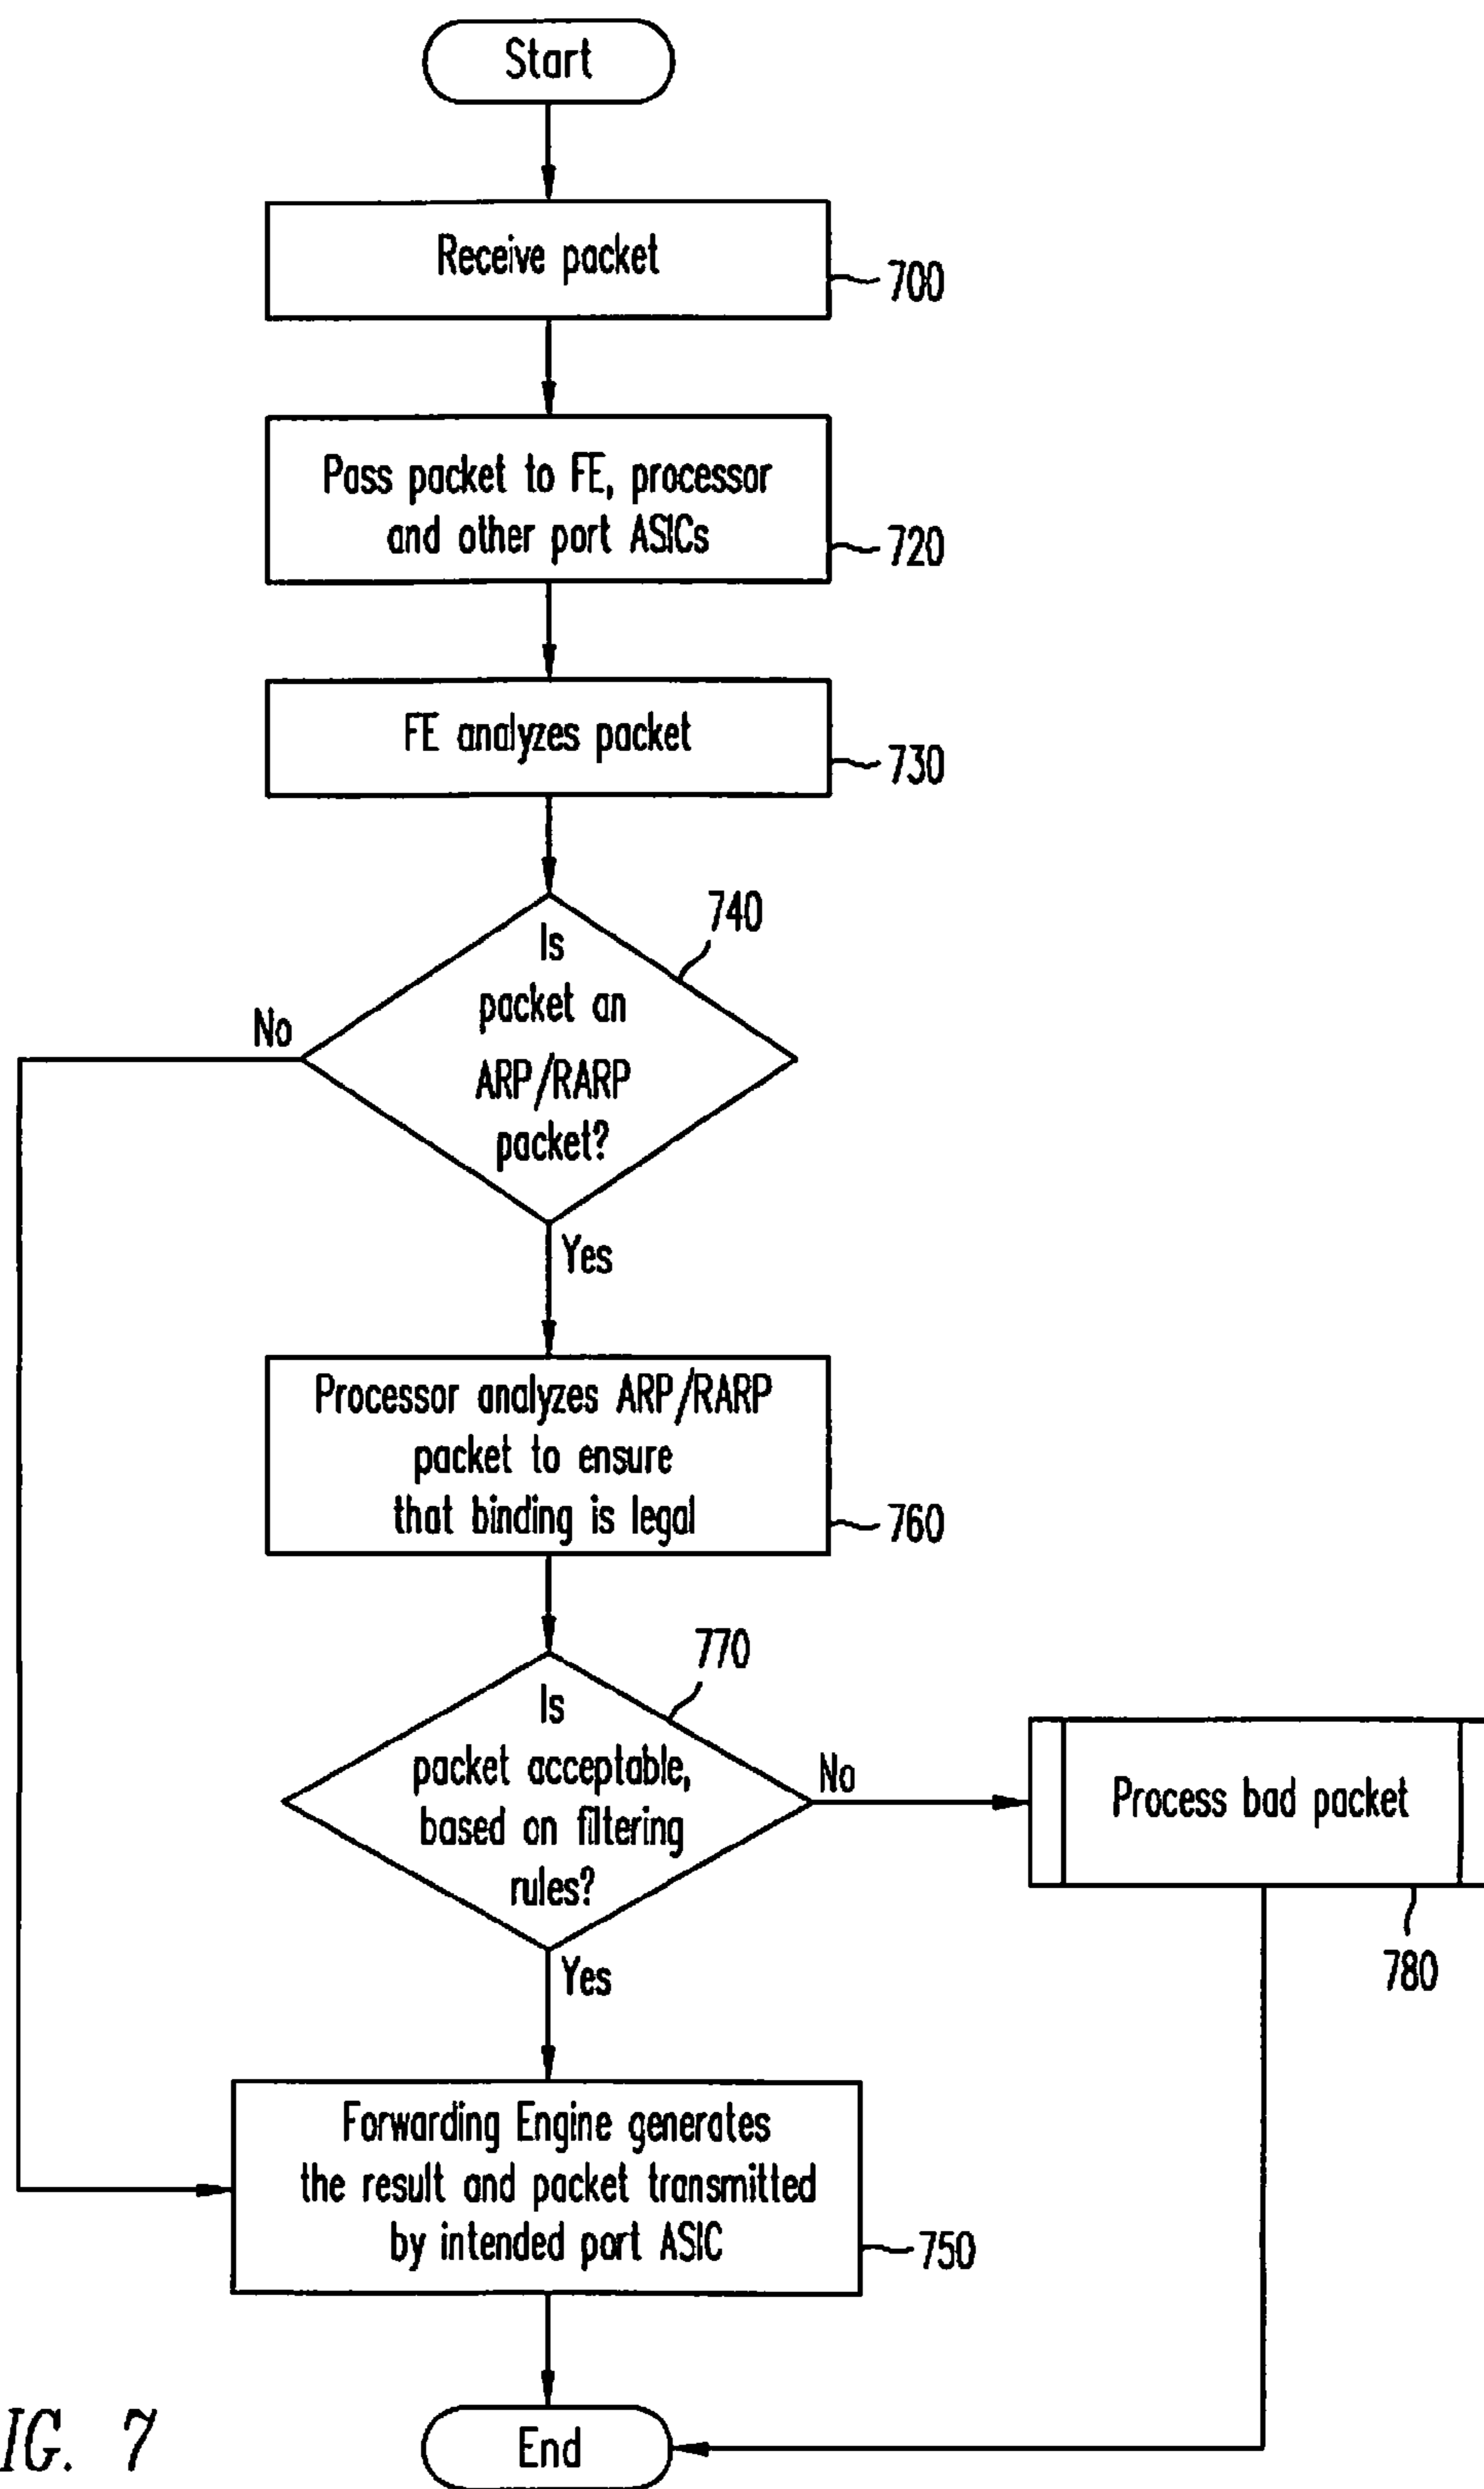 Start
Receive packet
700
Pass packet to FE, processor
and other port ASICs
720
FE analyzes packet
730
740
Is
packet an
ARP/RARP
packet?
No
Yes
Processor analyzes ARP/RARP
packet to ensure
that binding is legal
760
770
Is
packet acceptable,
based on filtering
rules?
No
Process bad packet
780
Yes
Forwarding Engine generates
the result and packet transmitted
by intended port ASIC
750
End
IG. 7